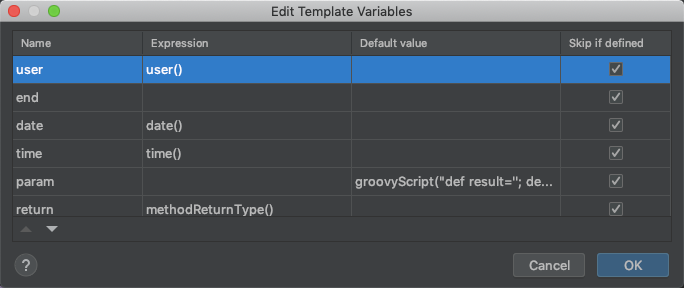 Edit Template Variables
Name Expression Default value Skip if defined
user user()
end
date date()
time time()
param groovyScript("def result=''; de...
return methodReturnType()
? Cancel OK